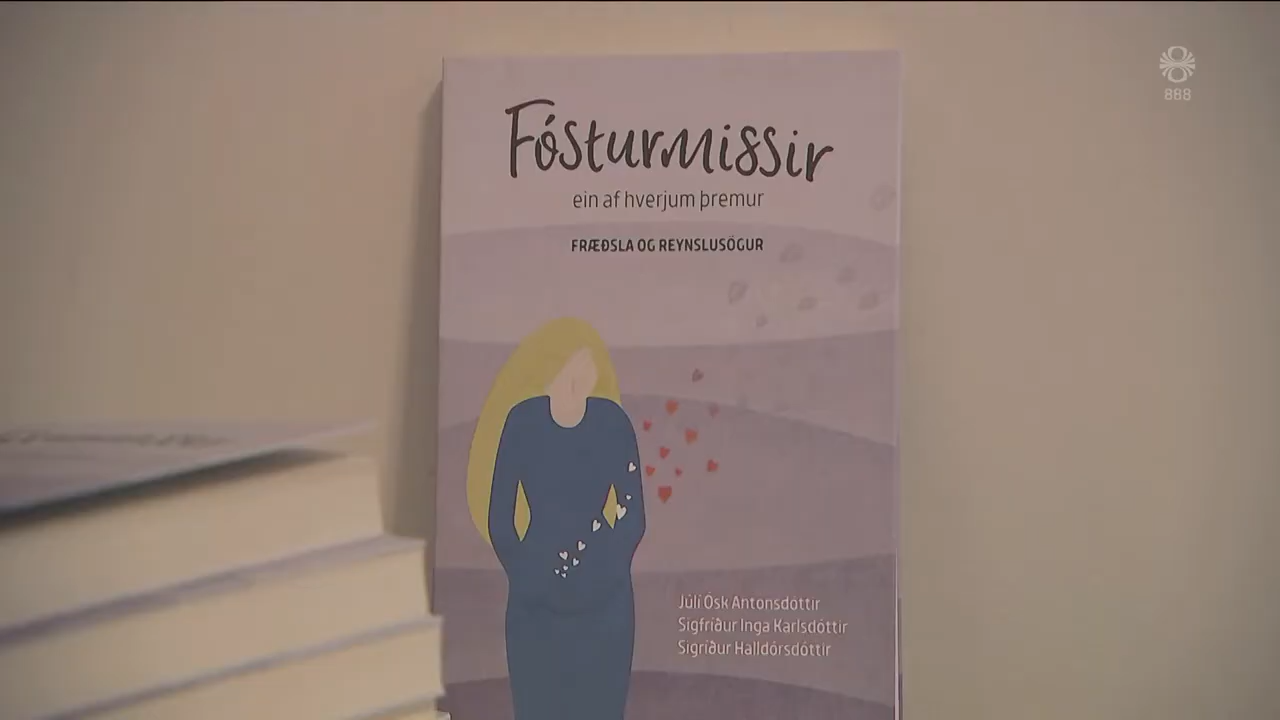 Fósturmissir
ein af hverjum þremur
FRÆÐSLA OG REYNSLUSÖGUR
Júlí Ósk Antonsdóttir
Sigfríður Inga Karlsdóttir
Sigríður Halldórsdóttir
888